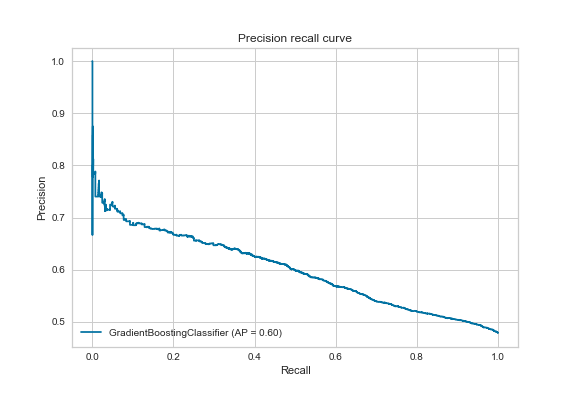 Precision recall curve
1.0
0.9
0.8
0.7
0.6
0.5
Precision
GradientBoostingClassifier (AP = 0.60)
0.0 0.2 0.4 0.6 0.8 1.0
Recall